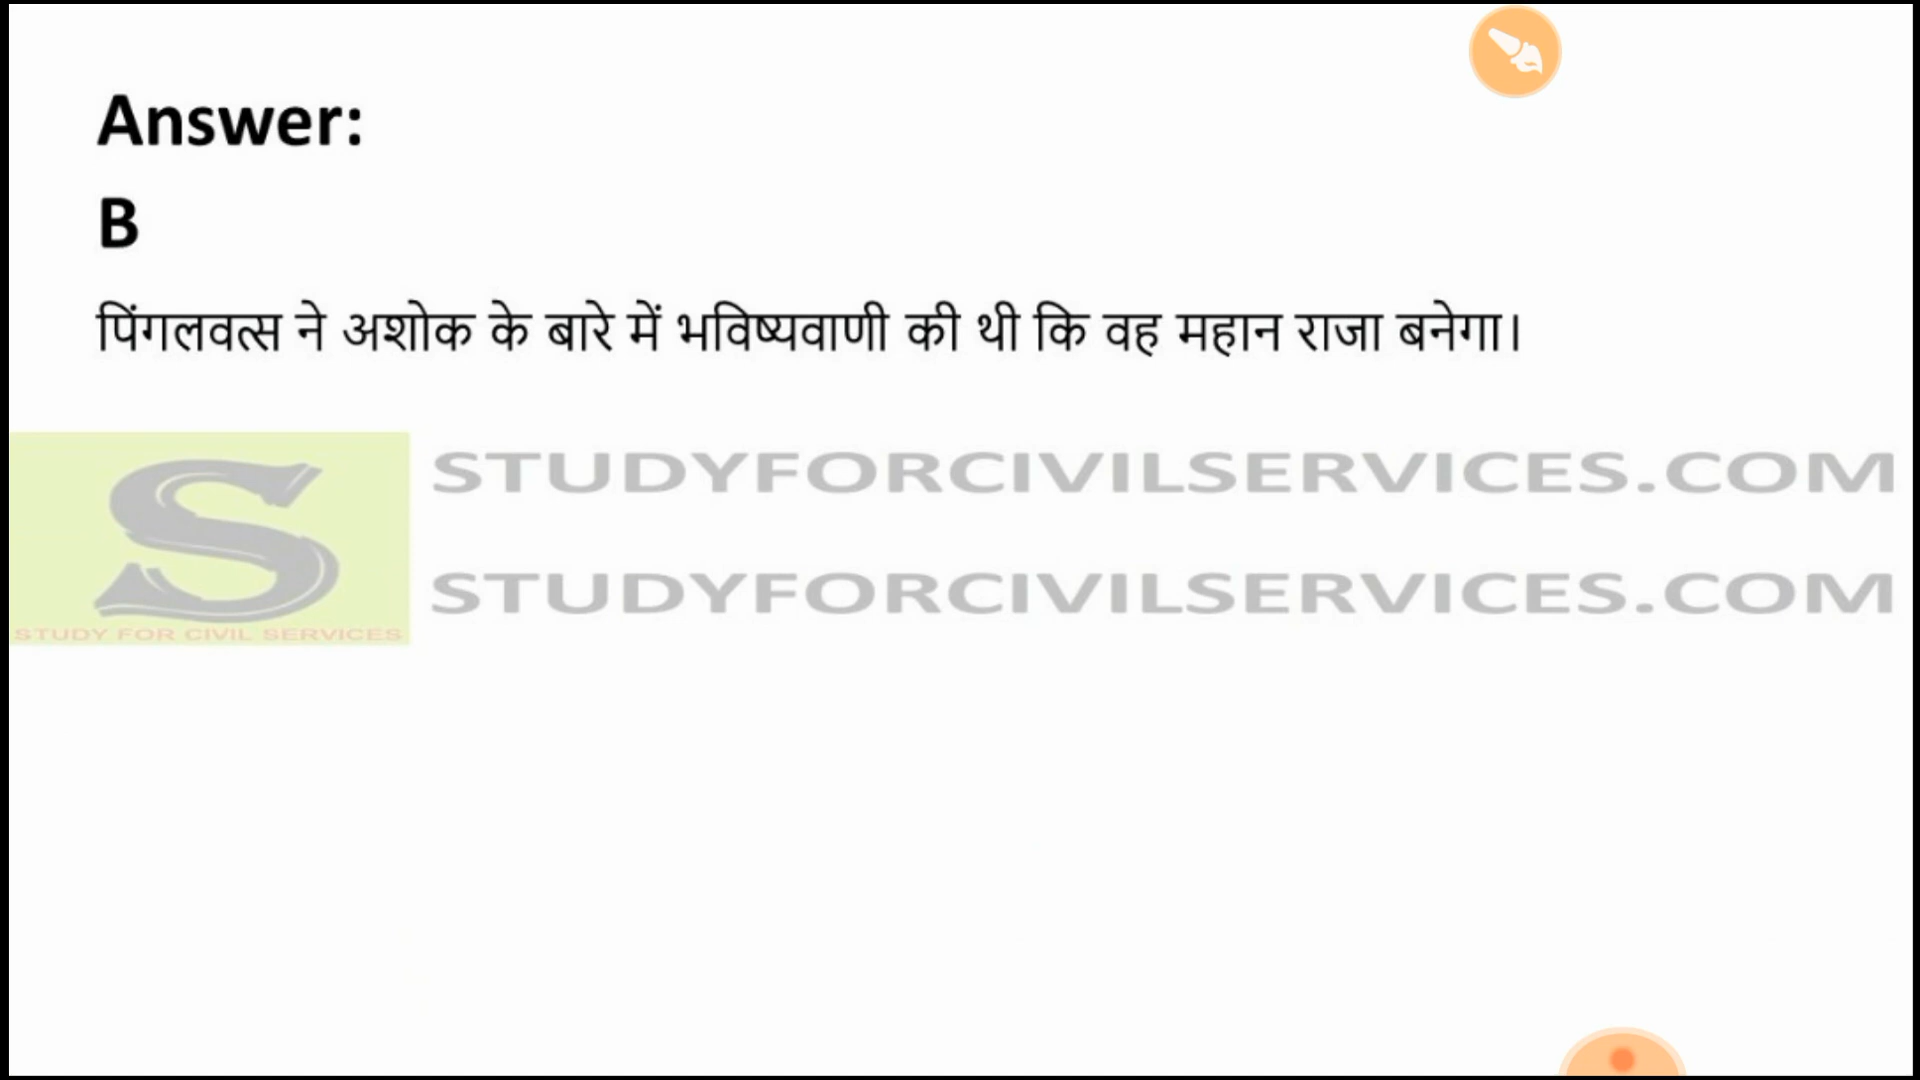 Answer:
B
पिंगलवत्स ने अशोक के बारे में भविष्यवाणी की थी कि वह महान राजा बनेगा।
STUDYFORCIVILSERVICES.COM
S
STUDYFORCIVILSERVICES.COM
STUDY FOR CIVIL SERVICES